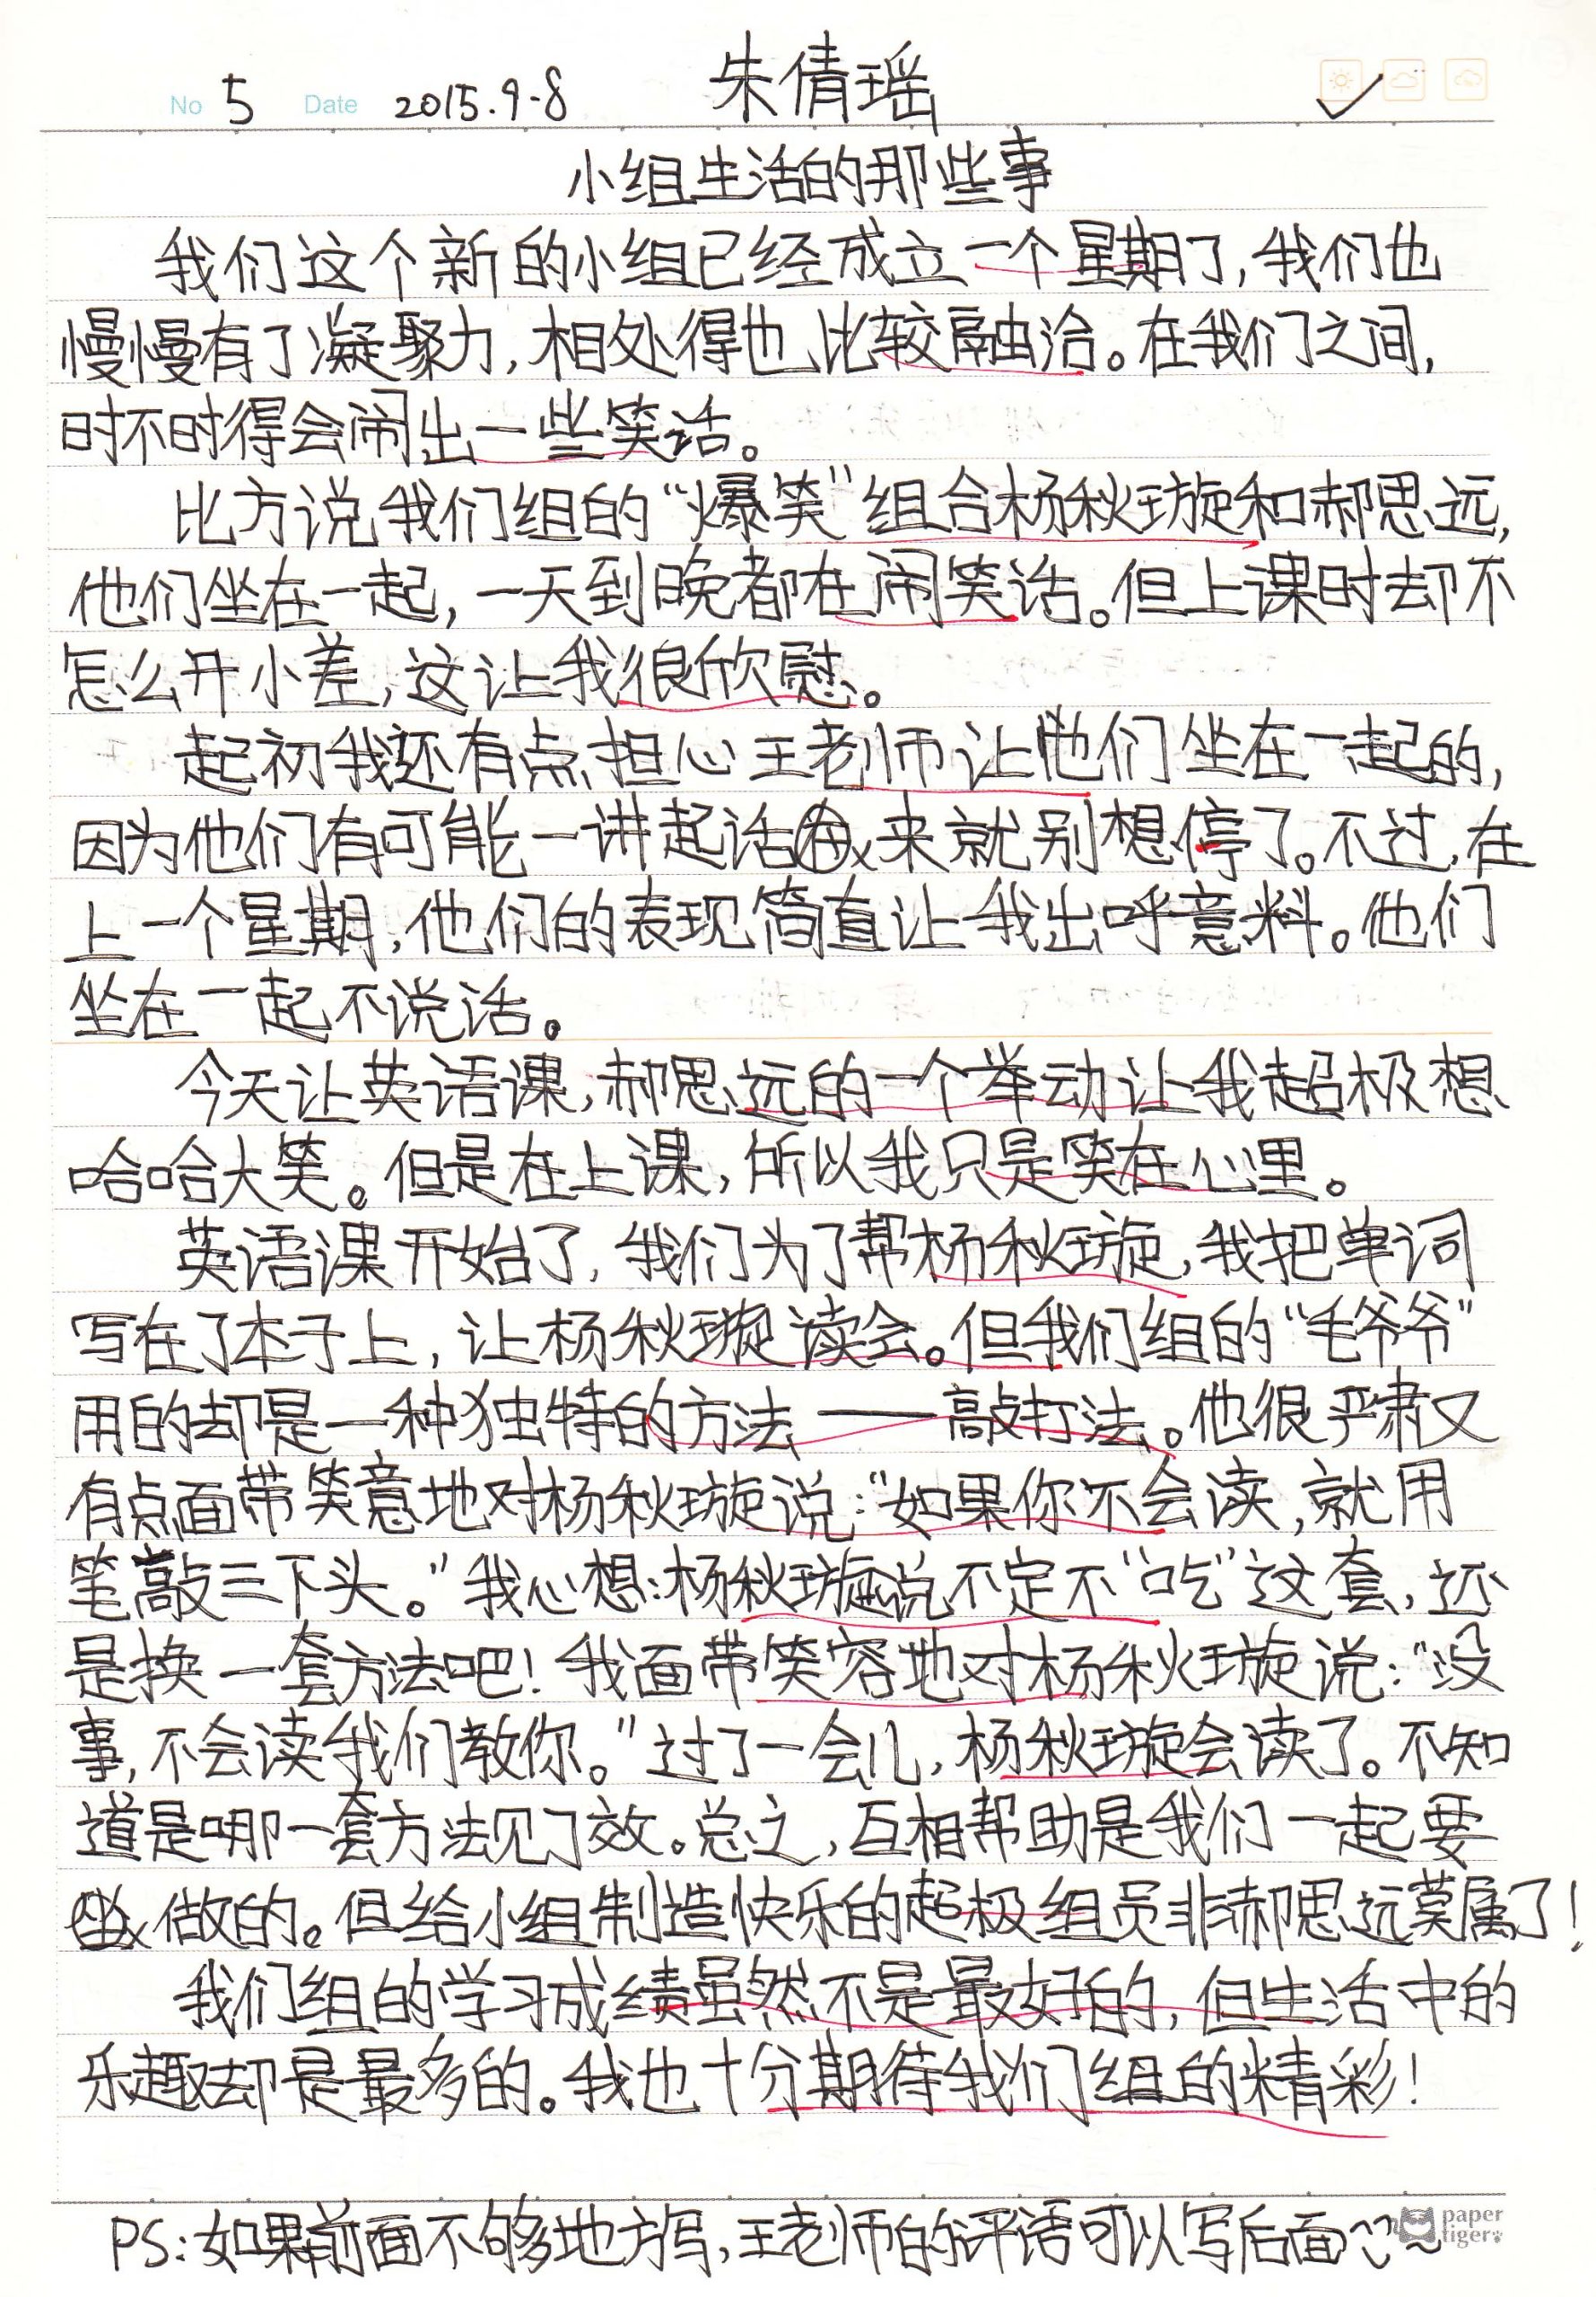 No 5 Date 2015.9-8 朱倩瑶
小组生活的那些事
我们这个新的小组已经成立一个星期了,我们也
慢慢有了凝聚力,相处得也比较融洽。在我们之间,
时不时得会闹出一些笑话。
比方说我们组的“爆笑”组合杨秋璇和郝思远,
他们坐在一起,一天到晚都在闹笑话。但上课时却不
怎么开小差,这让我很欣慰。
起初我还有点担心王老师让他们坐在一起的,
因为他们有可能一讲起话来就别想停了。不过,在
上一个星期,他们的表现简直让我出呼意料。他们
坐在一起不说话。
今天让英语课,郝思远的一个举动让我超极想
哈哈大笑。但是在上课,所以我只是笑在心里。
英语课开始了,我们为了帮杨秋璇,我把单词
写在了本子上,让杨秋璇读会。但我们组的“毛爷爷”
用的却是一种独特的方法——敲打法。他很严肃又
有点面带笑意地对杨秋璇说:“如果你不会读,就用
笔敲三下头。”我心想:杨秋璇说不定不“吃”这套,还
是换一套方法吧!我面带笑容地对杨秋璇说:“没
事,不会读我们教你。”过了一会儿,杨秋璇会读了。不知
道是哪一套方法见了效。总之,互相帮助是我们一起要
做的。但给小组制造快乐的超极组员非郝思远莫属了!
我们组的学习成绩虽然不是最好的,但生活中的
乐趣却是最多的。我也十分期待我们组的精彩!
PS:如果前面不够地方写,王老师的评语可以写后面~
paper
tiger